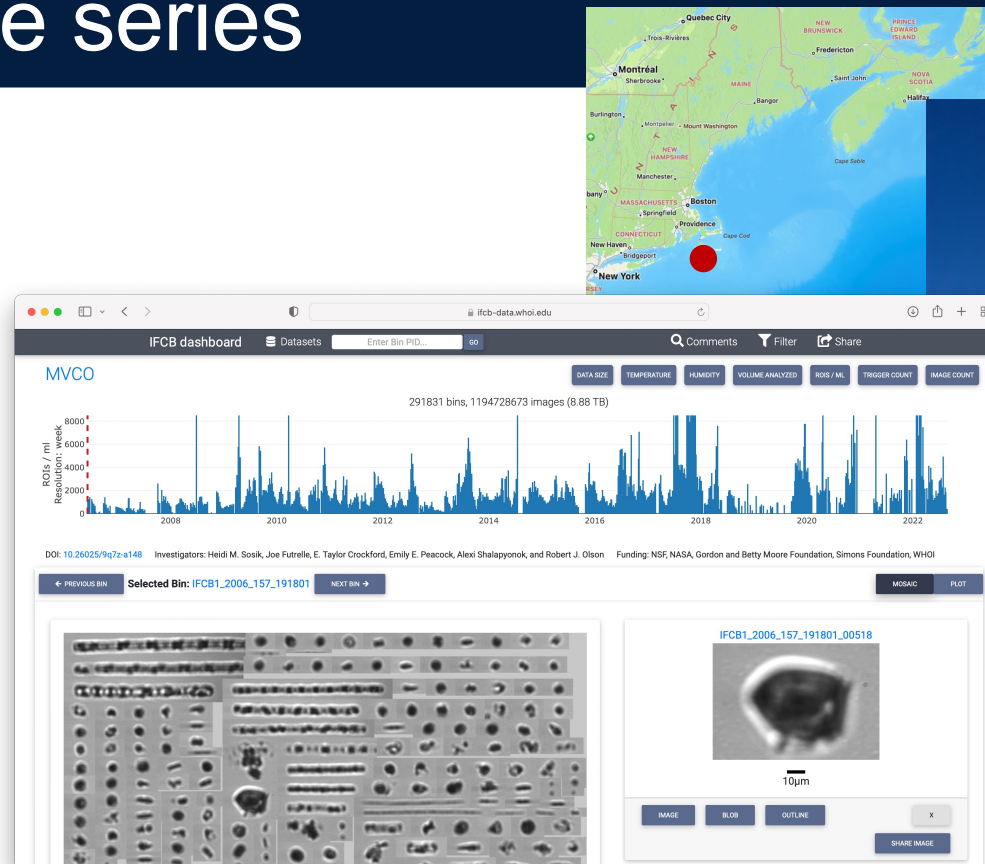 e series
Quebec City
Trois-Rivières
NEW BRUNSWICK
PRINCE EDWARD ISLAND
Fredericton
Montréal
Sherbrooke
Saint John
NOVA SCOTIA
MAINE
Bangor
Halifax
Burlington
Montpelier
Mount Washington
NEW HAMPSHIRE
Cape Sable
Manchester
bany
MASSACHUSETTS
Boston
Springfield
Providence
CONNECTICUT
Cape Cod
New Haven
Bridgeport
New York
RSEY
ifcb-data.whoi.edu
IFCB dashboard Datasets Enter Bin PID... GO Comments Filter Share
MVCO DATA SIZE TEMPERATURE HUMIDITY VOLUME ANALYZED ROIS / ML TRIGGER COUNT IMAGE COUNT
291831 bins, 1194728673 images (8.88 TB)
ROIs / ml
Resolution: week
8000
6000
4000
2000
0
2008 2010 2012 2014 2016 2018 2020 2022
DOI: 10.26025/9q7z-a148 Investigators: Heidi M. Sosik, Joe Futrelle, E. Taylor Crockford, Emily E. Peacock, Alexi Shalapyonok, and Robert J. Olson Funding: NSF, NASA, Gordon and Betty Moore Foundation, Simons Foundation, WHOI
← PREVIOUS BIN Selected Bin: IFCB1_2006_157_191801 NEXT BIN → MOSAIC PLOT
IFCB1_2006_157_191801_00518
10μm
IMAGE BLOB OUTLINE X
SHARE IMAGE